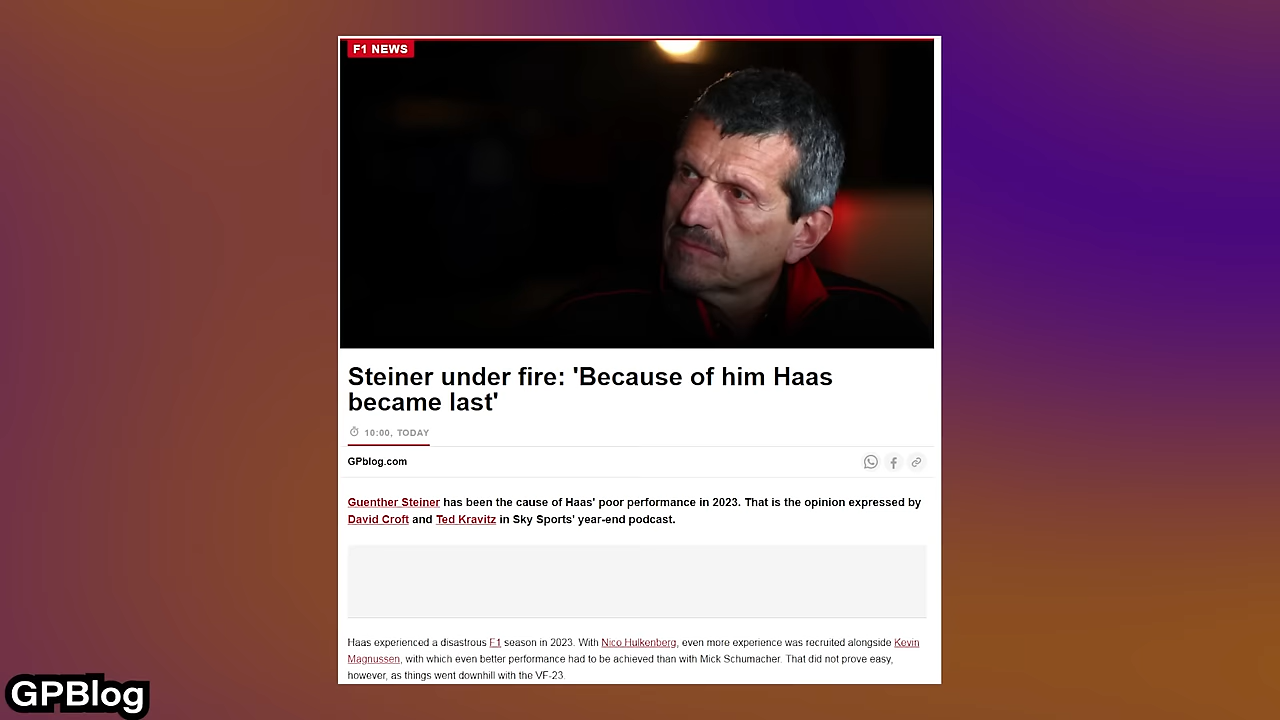 F1 NEWS
Steiner under fire: 'Because of him Haas
became last'
10:00, TODAY
GPblog.com
Guenther Steiner has been the cause of Haas' poor performance in 2023. That is the opinion expressed by
David Croft and Ted Kravitz in Sky Sports' year-end podcast.
Haas experienced a disastrous F1 season in 2023. With Nico Hulkenberg, even more experience was recruited alongside Kevin
Magnussen, with which even better performance had to be achieved than with Mick Schumacher. That did not prove easy,
however, as things went downhill with the VF-23.
GPBlog